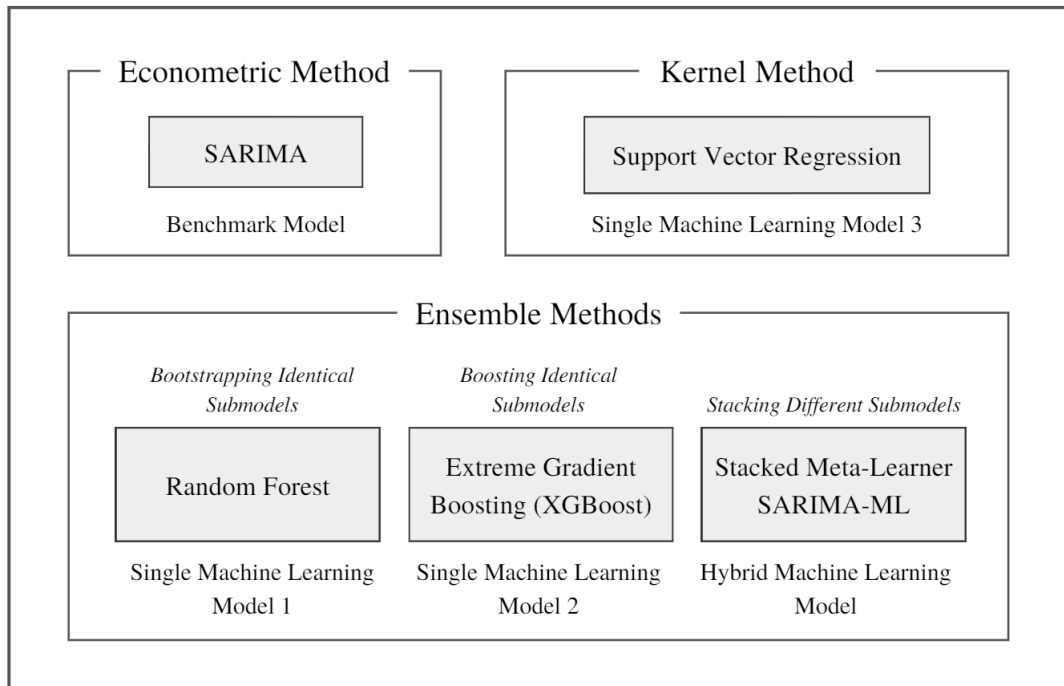 Econometric Method
SARIMA
Benchmark Model
Kernel Method
Support Vector Regression
Single Machine Learning Model 3
Ensemble Methods
Bootstrapping Identical
Submodels
Random Forest
Single Machine Learning
Model 1
Boosting Identical
Submodels
Extreme Gradient
Boosting (XGBoost)
Single Machine Learning
Model 2
Stacking Different Submodels
Stacked Meta-Learner
SARIMA-ML
Hybrid Machine Learning
Model